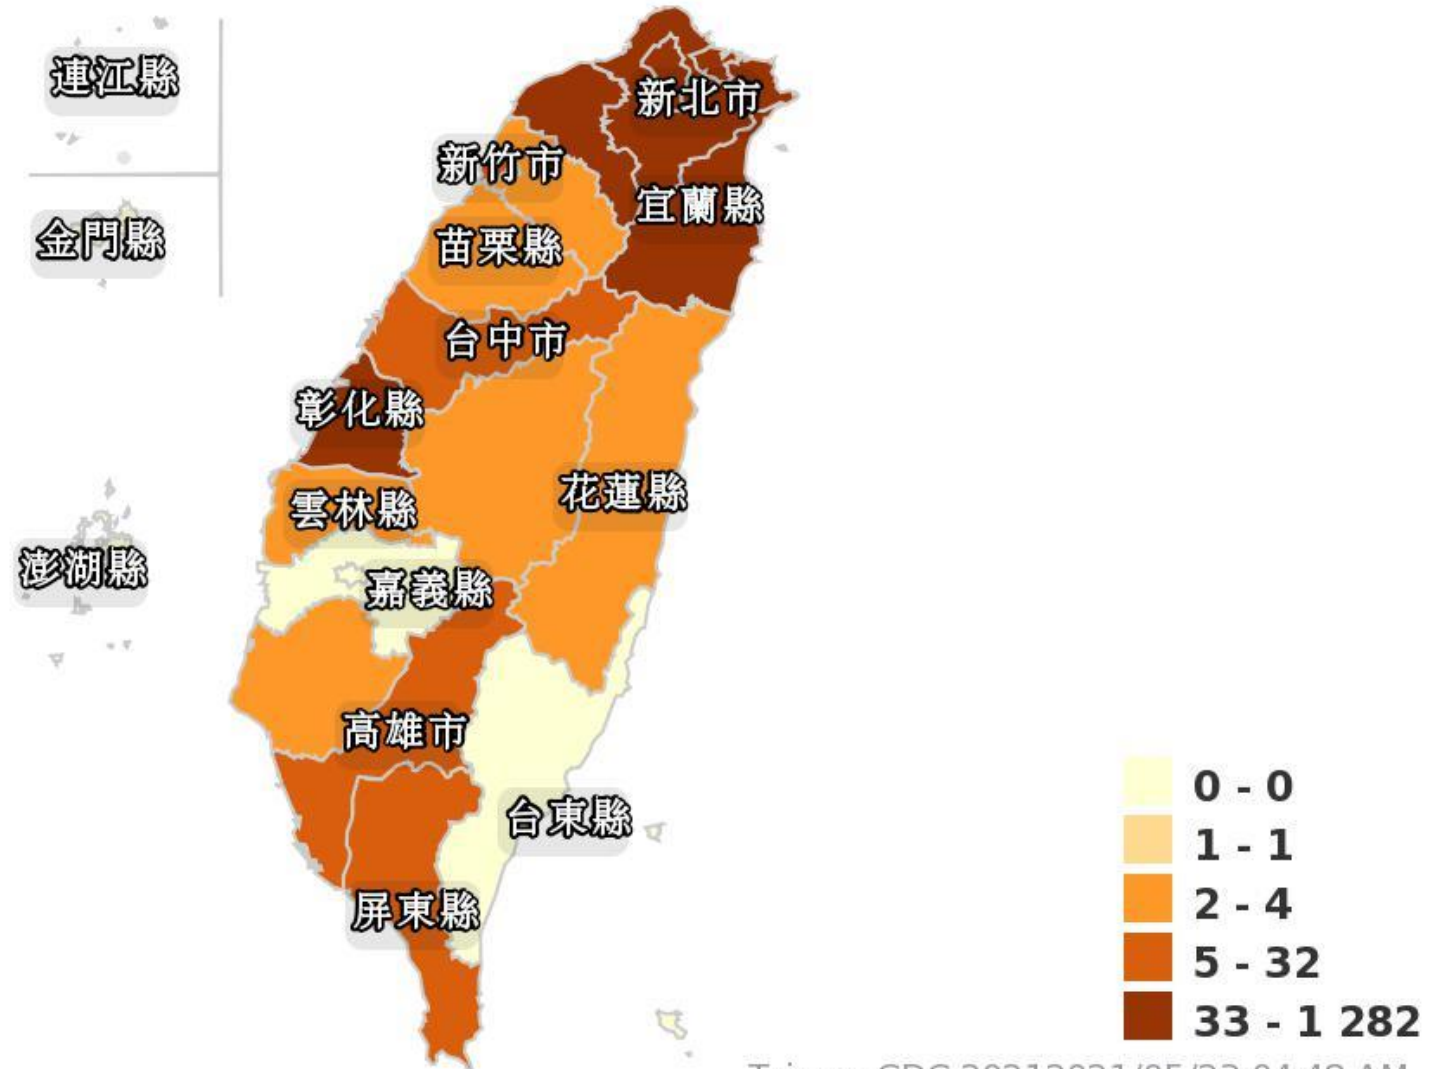 連江縣
新北市
新竹市
宜蘭縣
金門縣
苗栗縣
台中市
彰化縣
花蓮縣
雲林縣
澎湖縣
嘉義縣
高雄市
台東縣
屏東縣
0 - 0
1 - 1
2 - 4
5 - 32
33 - 1 282